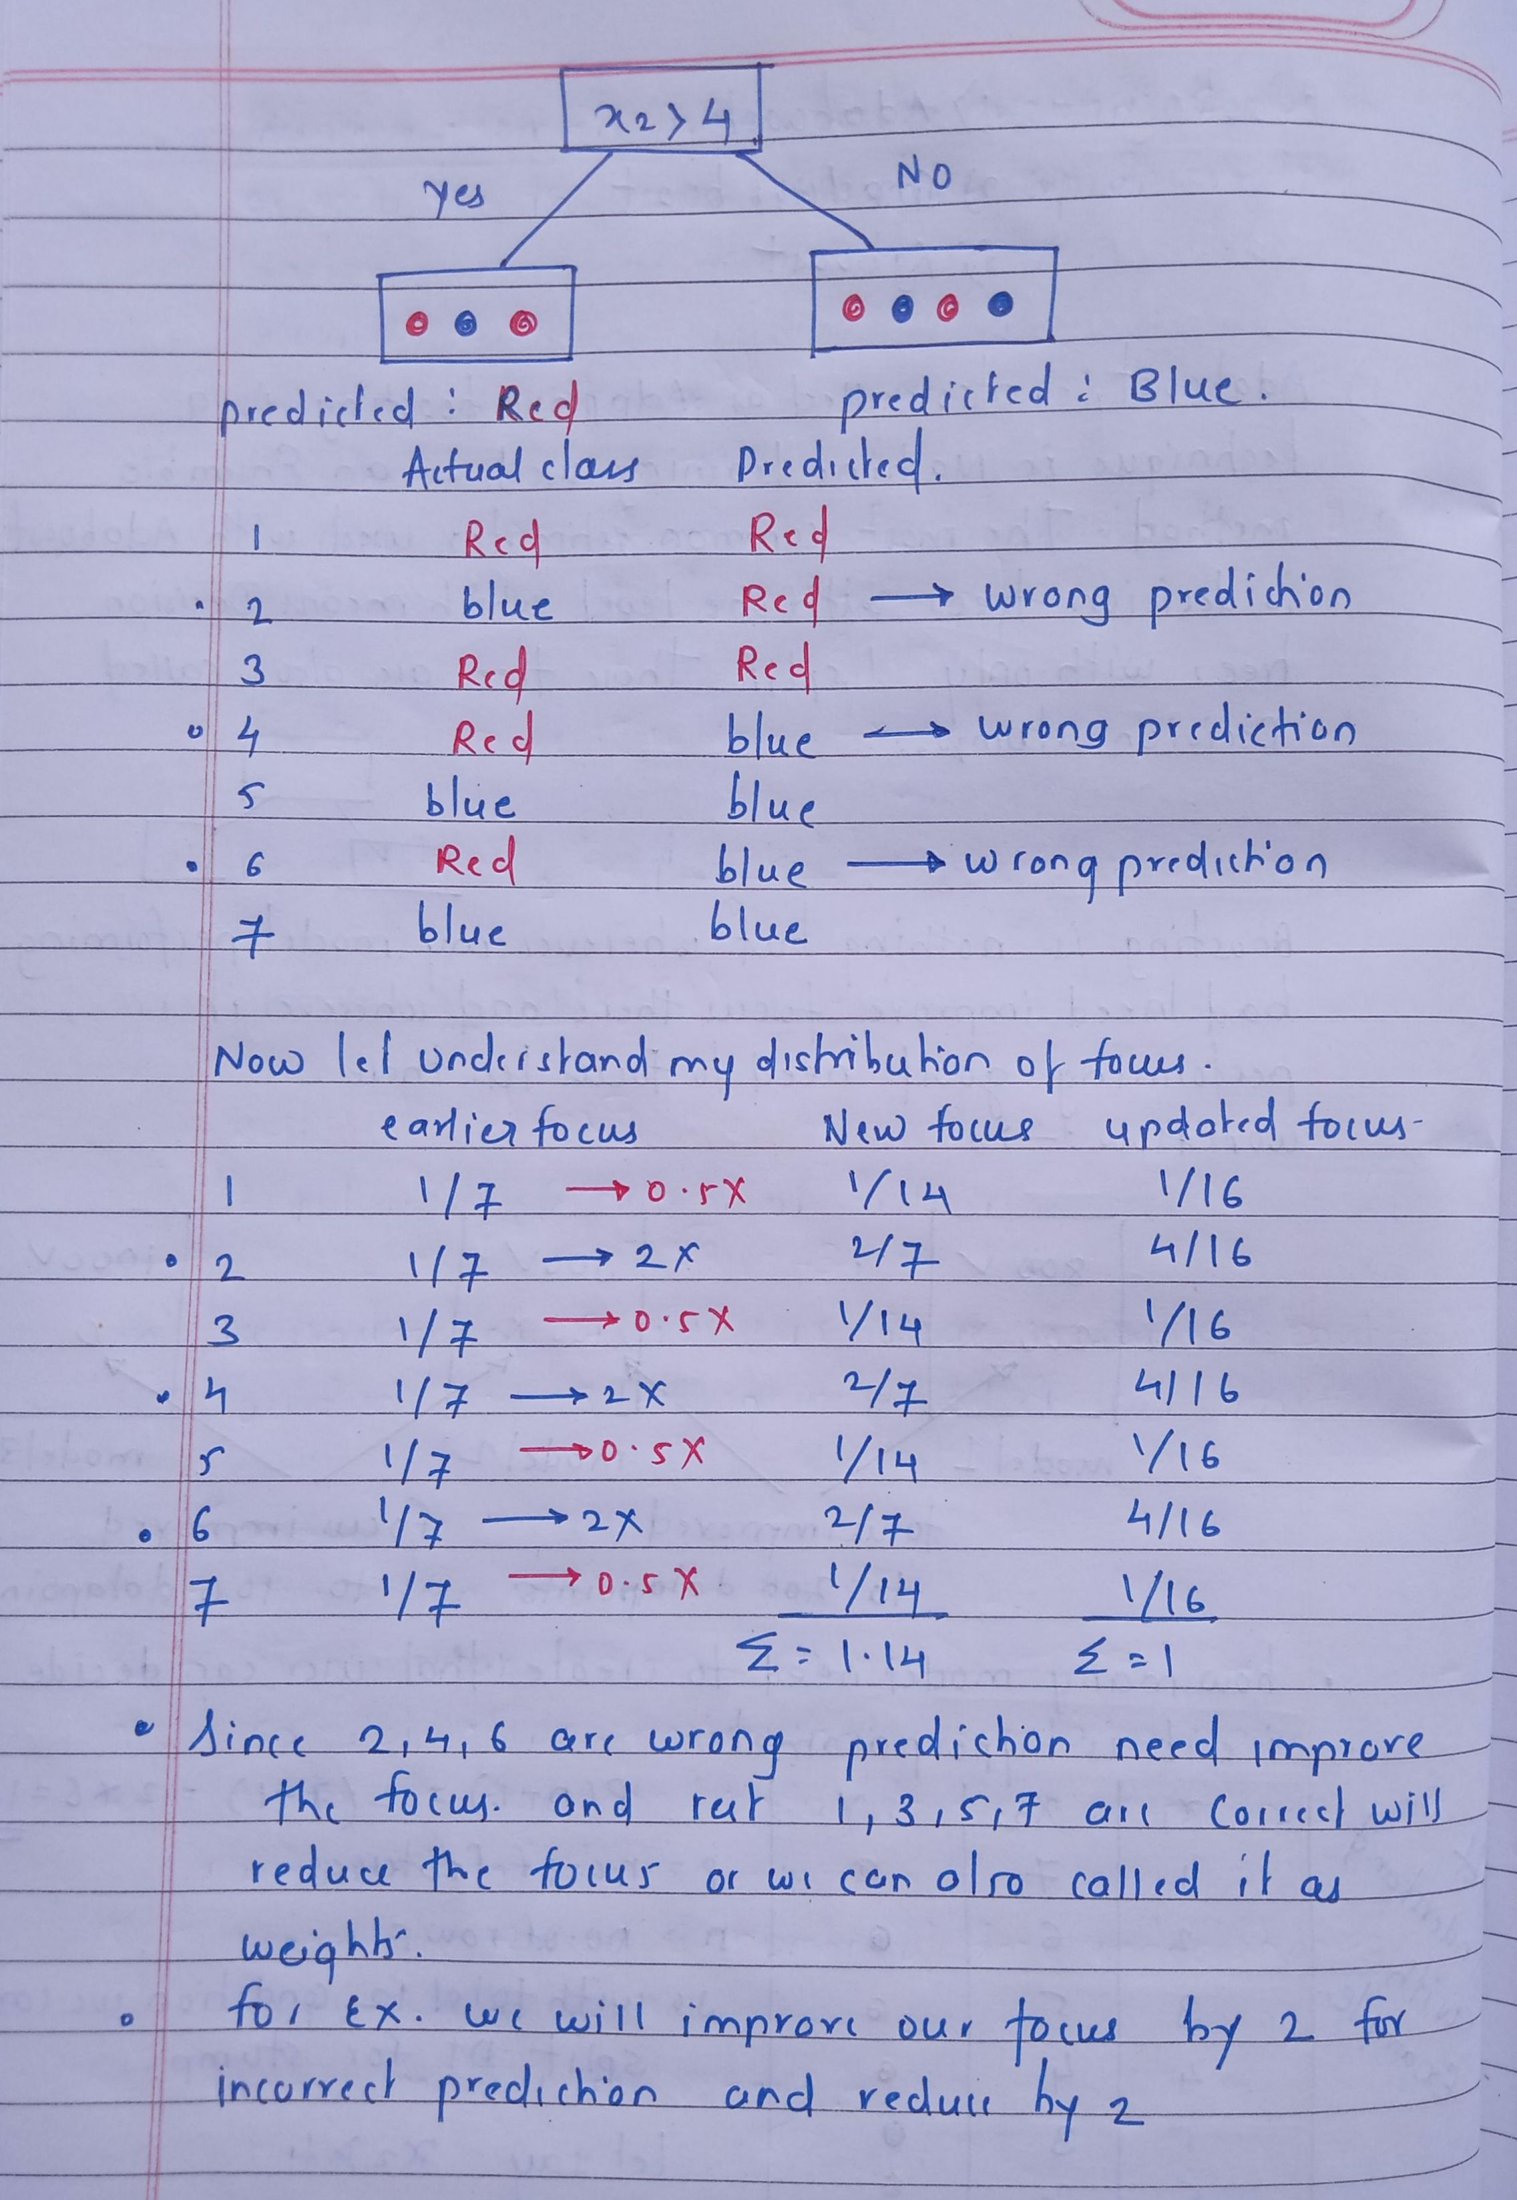 x2 > 4
Yes NO
predicted : Red predicted : Blue.
Actual class Predicted.
1 Red Red
• 2 blue Red → wrong prediction
3 Red Red
• 4 Red blue → wrong prediction
5 blue blue
• 6 Red blue → wrong prediction
7 blue blue
Now let understand my distribution of focus.
earlier focus New focus updated focus-
1 1/7 → 0.5X 1/14 1/16
• 2 1/7 → 2X 2/7 4/16
3 1/7 → 0.5X 1/14 1/16
• 4 1/7 → 2X 2/7 4/16
5 1/7 → 0.5X 1/14 1/16
• 6 1/7 → 2X 2/7 4/16
7 1/7 → 0.5X 1/14 1/16
Σ = 1.14 Σ = 1
• Since 2,4,6 are wrong prediction need improve
the focus. and rest 1,3,5,7 are correct will
reduce the focus or we can also called it as
weights.
• for Ex. we will improve our focus by 2 for
incorrect prediction and reduce by 2